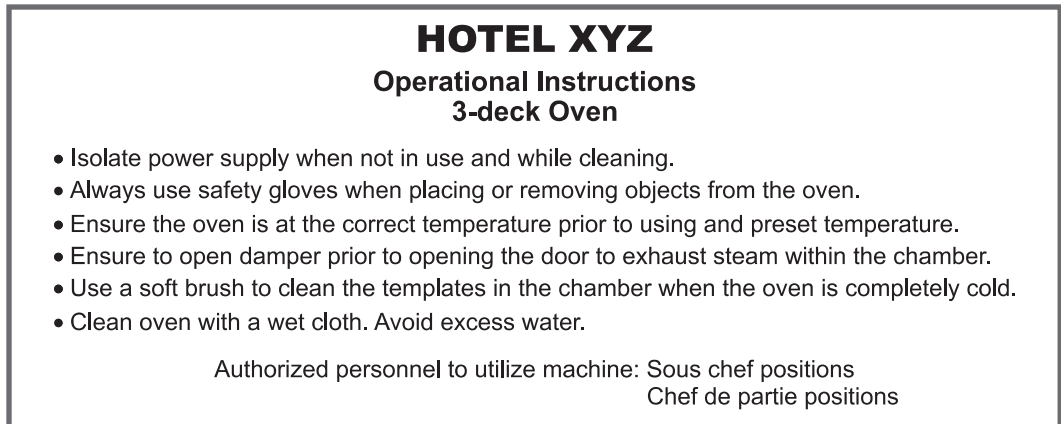 HOTEL XYZ
Operational Instructions
3-deck Oven
• Isolate power supply when not in use and while cleaning.
• Always use safety gloves when placing or removing objects from the oven.
• Ensure the oven is at the correct temperature prior to using and preset temperature.
• Ensure to open damper prior to opening the door to exhaust steam within the chamber.
• Use a soft brush to clean the templates in the chamber when the oven is completely cold.
• Clean oven with a wet cloth. Avoid excess water.
Authorized personnel to utilize machine: Sous chef positions
Chef de partie positions